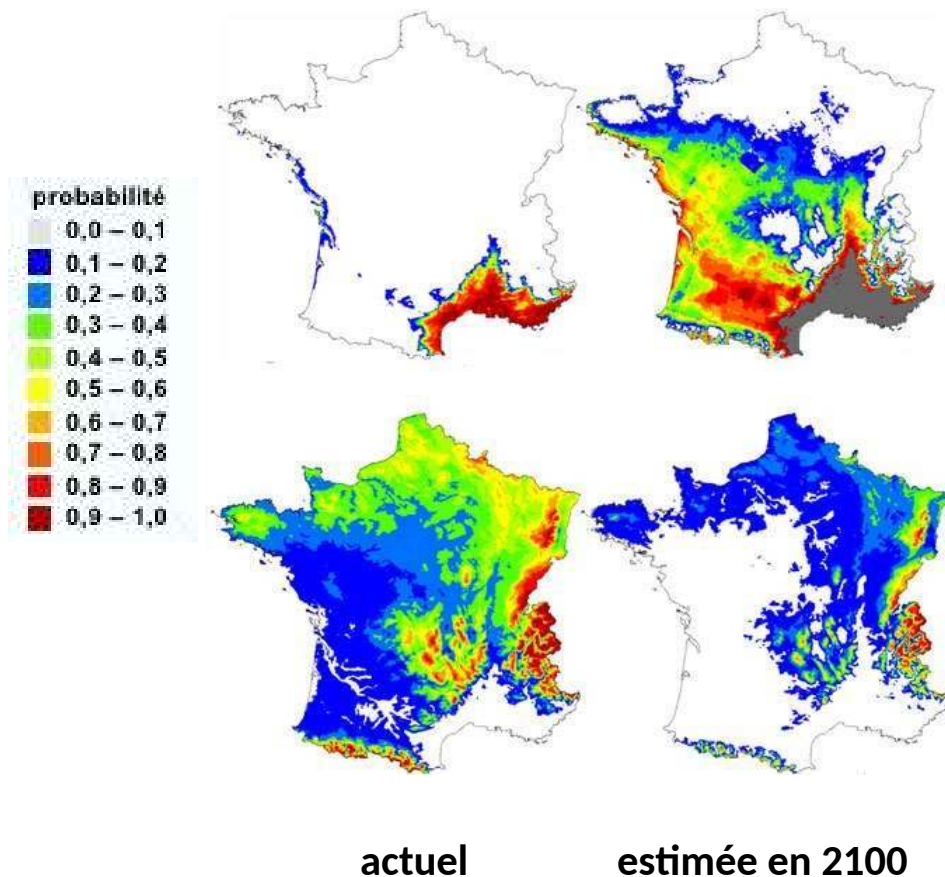 probabilité
0,0 – 0,1
0,1 – 0,2
0,2 – 0,3
0,3 – 0,4
0,4 – 0,5
0,5 – 0,6
0,6 – 0,7
0,7 – 0,8
0,8 – 0,9
0,9 – 1,0
actuel estimée en 2100